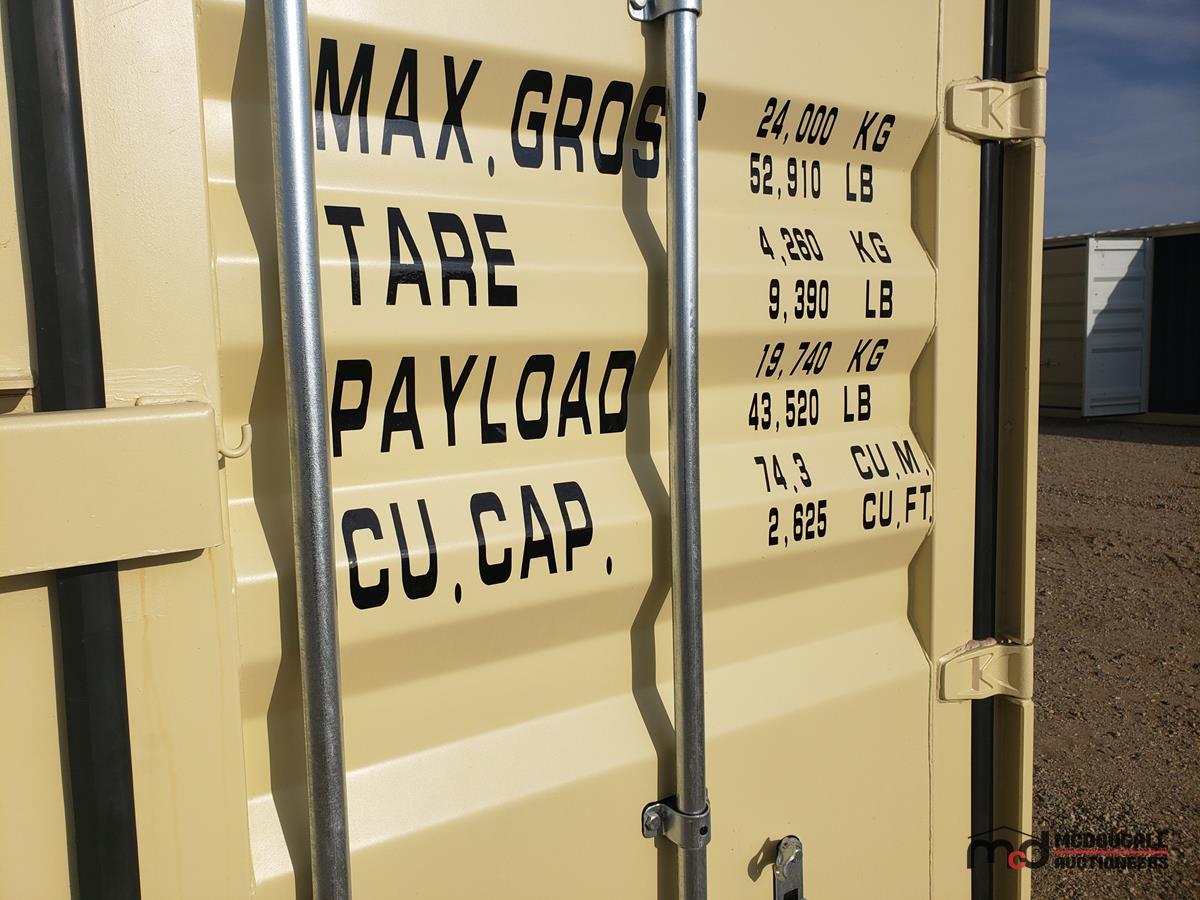 MAX.GROSS 24,000 KG
52,910 LB
TARE 4,260 KG
9,390 LB
PAYLOAD 19,740 KG
43,520 LB
CU.CAP. 74.3 CU.M.
2,625 CU.FT.
K
K
mcd MCDOUGALL
AUCTIONEERS